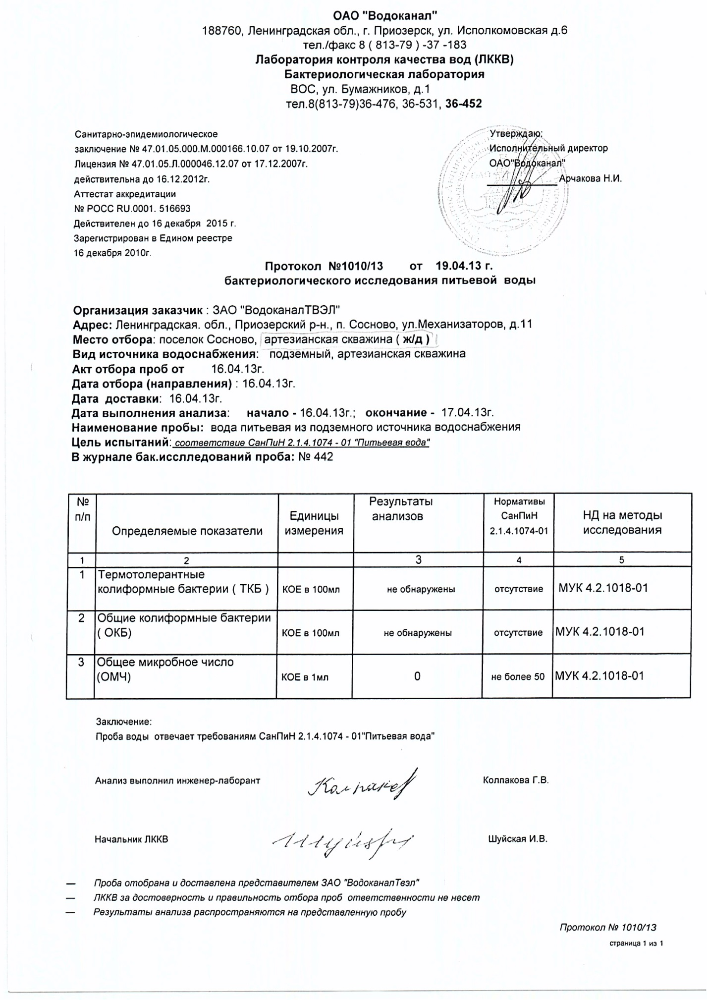 ОАО "Водоканал"
188760, Ленинградская обл., г. Приозерск, ул. Исполкомовская д.6
тел./факс 8 ( 813-79 ) -37 -183
Лаборатория контроля качества вод (ЛККВ)
Бактериологическая лаборатория
ВОС, ул. Бумажников, д.1
тел.8(813-79)36-476, 36-531, 36-452
Санитарно-эпидемиологическое
заключение № 47.01.05.000.М.000166.10.07 от 19.10.2007г.
Лицензия № 47.01.05.Л.000046.12.07 от 17.12.2007г.
действительна до 16.12.2012г.
Аттестат аккредитации
№ РОСС RU.0001. 516693
Действителен до 16 декабря 2015 г.
Зарегистрирован в Едином реестре
16 декабря 2010г.
Утверждаю:
Исполнительный директор
ОАО"Водоканал"
Арчакова Н.И.
Протокол №1010/13 от 19.04.13 г.
бактериологического исследования питьевой воды
Организация заказчик : ЗАО "ВодоканалТВЭЛ"
Адрес: Ленинградская. обл., Приозерский р-н., п. Сосново, ул.Механизаторов, д.11
Место отбора: поселок Сосново, артезианская скважина ( ж/д )
Вид источника водоснабжения: подземный, артезианская скважина
Акт отбора проб от 16.04.13г.
Дата отбора (направления) : 16.04.13г.
Дата доставки: 16.04.13г.
Дата выполнения анализа: начало - 16.04.13г.; окончание - 17.04.13г.
Наименование пробы: вода питьевая из подземного источника водоснабжения
Цель испытаний: соответствие СанПиН 2.1.4.1074 - 01 "Питьевая вода"
В журнале бак.исслледований проба: № 442
№ п/п Определяемые показатели Единицы измерения Результаты анализов Нормативы СанПиН 2.1.4.1074-01 НД на методы исследования
1 2 3 4 5
1 Термотолерантные
колиформные бактерии ( ТКБ ) КОЕ в 100мл не обнаружены отсутствие МУК 4.2.1018-01
2 Общие колиформные бактерии
( ОКБ) КОЕ в 100мл не обнаружены отсутствие МУК 4.2.1018-01
3 Общее микробное число
(ОМЧ) КОЕ в 1мл 0 не более 50 МУК 4.2.1018-01
Заключение:
Проба воды отвечает требованиям СанПиН 2.1.4.1074 - 01"Питьевая вода"
Анализ выполнил инженер-лаборант Колпакова Г.В.
Начальник ЛККВ Шуйская И.В.
— Проба отобрана и доставлена представителем ЗАО "ВодоканалТвэл"
— ЛККВ за достоверность и правильность отбора проб ответственности не несет
— Результаты анализа распространяются на представленную пробу
Протокол № 1010/13
страница 1 из 1